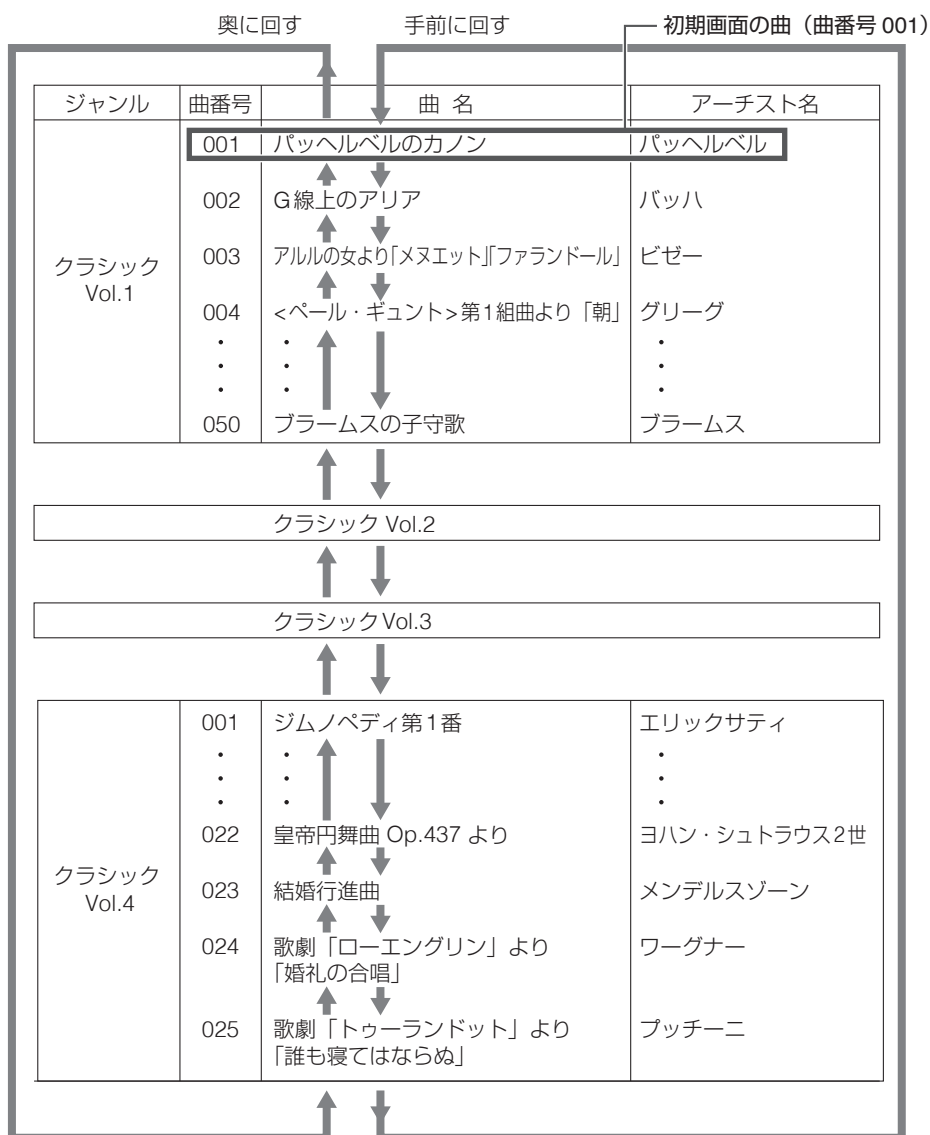 奥に回す 手前に回す 初期画面の曲（曲番号 001）
ジャンル 曲番号 曲 名 アーチスト名
001 パッヘルベルのカノン パッヘルベル
002 G線上のアリア バッハ
003 アルルの女より｢メヌエット｣｢ファランドール｣ ビゼー
クラシック
Vol.1
004 <ペール・ギュント>第1組曲より「朝」 グリーグ
・ ・ ・
・ ・ ・
・ ・ ・
050 ブラームスの子守歌 ブラームス
クラシック Vol.2
クラシック Vol.3
001 ジムノペディ第1番 エリックサティ
・ ・ ・
・ ・ ・
・ ・ ・
022 皇帝円舞曲 Op.437 より ヨハン・シュトラウス2世
クラシック
Vol.4
023 結婚行進曲 メンデルスゾーン
024 歌劇「ローエングリン」より ワーグナー
「婚礼の合唱」
025 歌劇「トゥーランドット」より プッチーニ
「誰も寝てはならぬ」